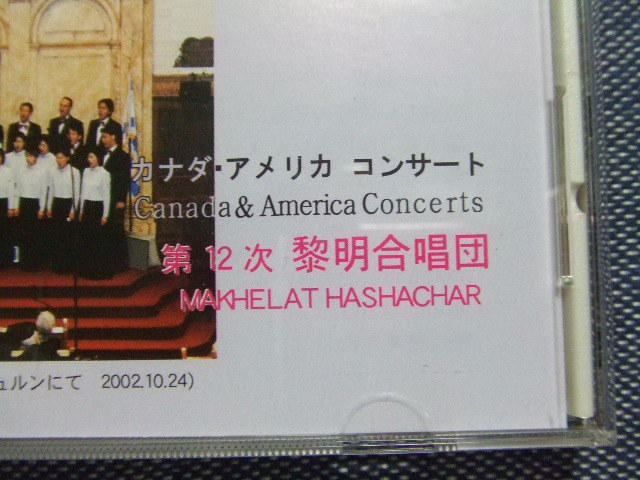 カナダ・アメリカ コンサート
Canada & America Concerts
第 12 次 黎明合唱団
MAKHELAT HASHACHAR
ュルンにて 2002.10.24)